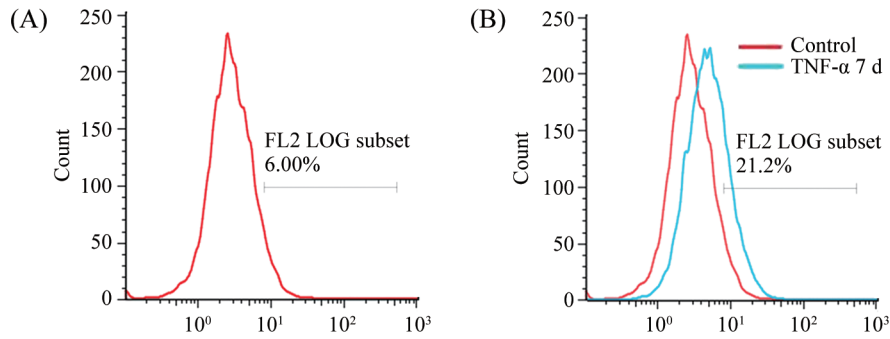 (A)
250
200
150
100
50
0
Count
FL2 LOG subset
6.00%
10⁰ 10¹ 10² 10³
(B)
250
200
150
100
50
0
Count
Control
TNF-α 7 d
FL2 LOG subset
21.2%
10⁰ 10¹ 10² 10³